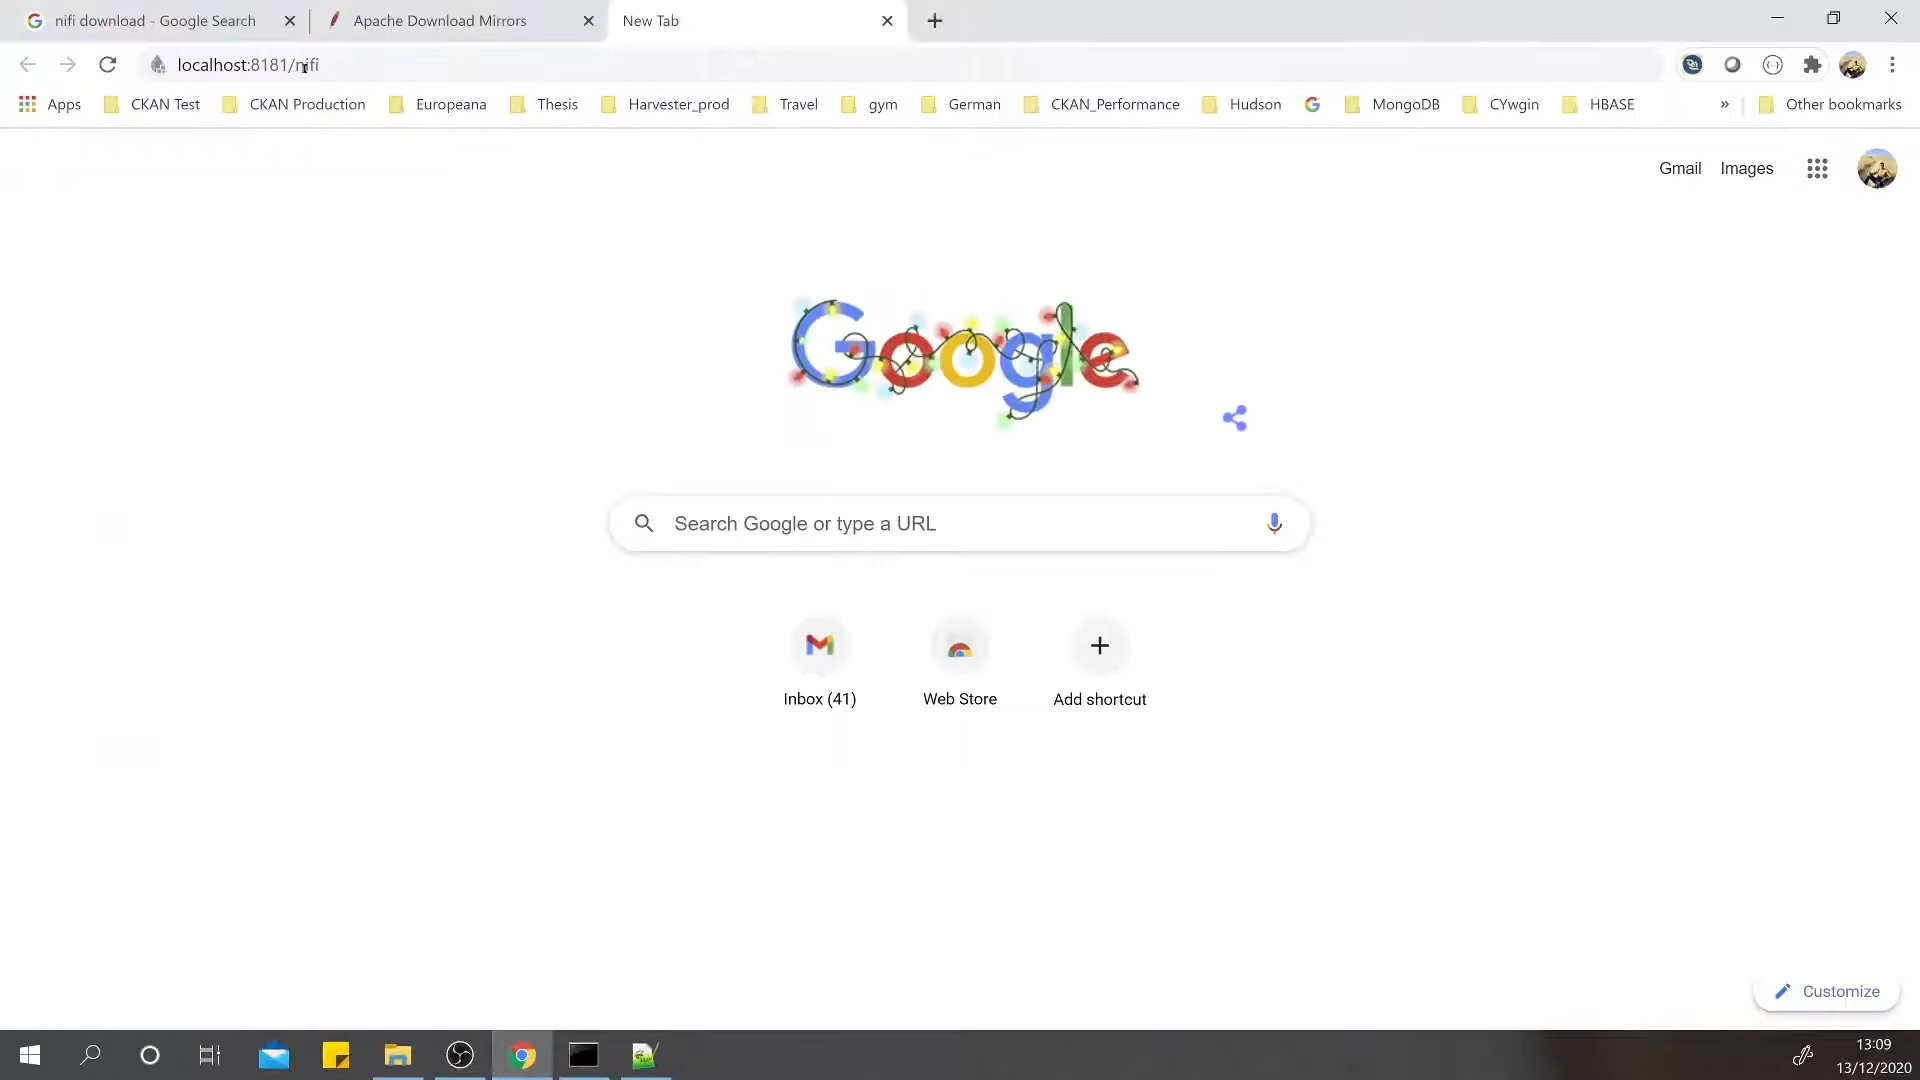 nifi download - Google Search
Apache Download Mirrors
New Tab
localhost:8181/nifi
Apps
CKAN Test
CKAN Production
Europeana
Thesis
Harvester_prod
Travel
gym
German
CKAN_Performance
Hudson
MongoDB
CYwgin
HBASE
»
Other bookmarks
Gmail
Images
Google
Search Google or type a URL
Inbox (41)
Web Store
Add shortcut
Customize
13:09
13/12/2020